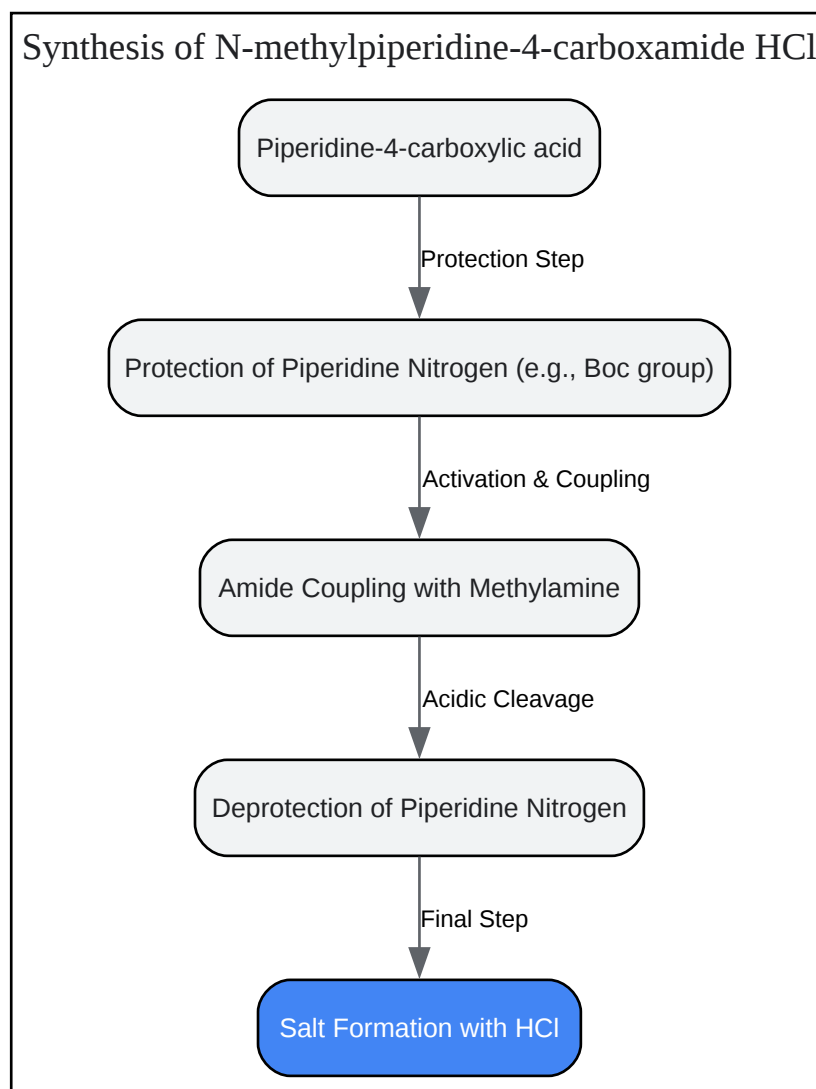 Synthesis of N-methylpiperidine-4-carboxamide HCl
Piperidine-4-carboxylic acid
Protection Step
Protection of Piperidine Nitrogen (e.g., Boc group)
Activation & Coupling
Amide Coupling with Methylamine
Acidic Cleavage
Deprotection of Piperidine Nitrogen
Final Step
Salt Formation with HCl